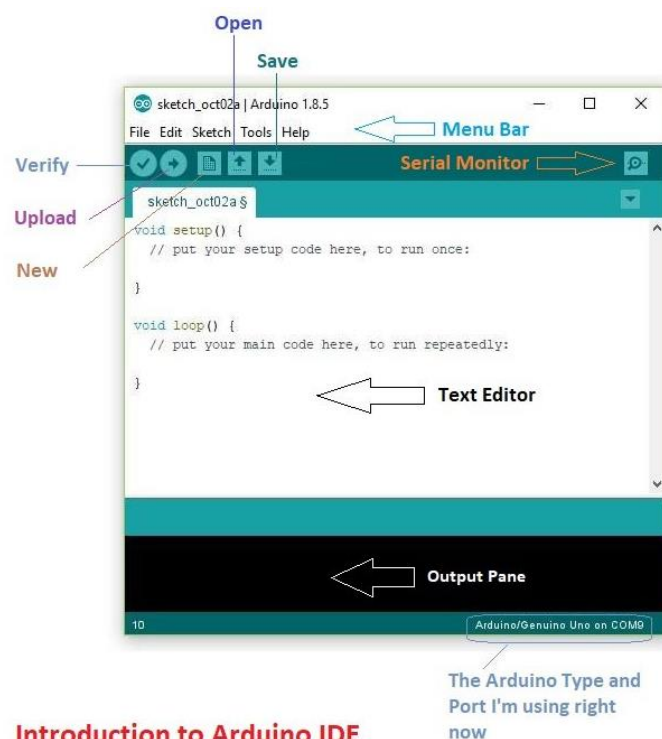 Open
Save
sketch_oct02a | Arduino 1.8.5
File Edit Sketch Tools Help
Menu Bar
Verify
Serial Monitor
Upload
sketch_oct02a §
New
void setup() {
// put your setup code here, to run once:
}
void loop() {
// put your main code here, to run repeatedly:
}
Text Editor
Output Pane
10
Arduino/Genuino Uno on COM9
The Arduino Type and
Port I'm using right
now
Introduction to Arduino IDE